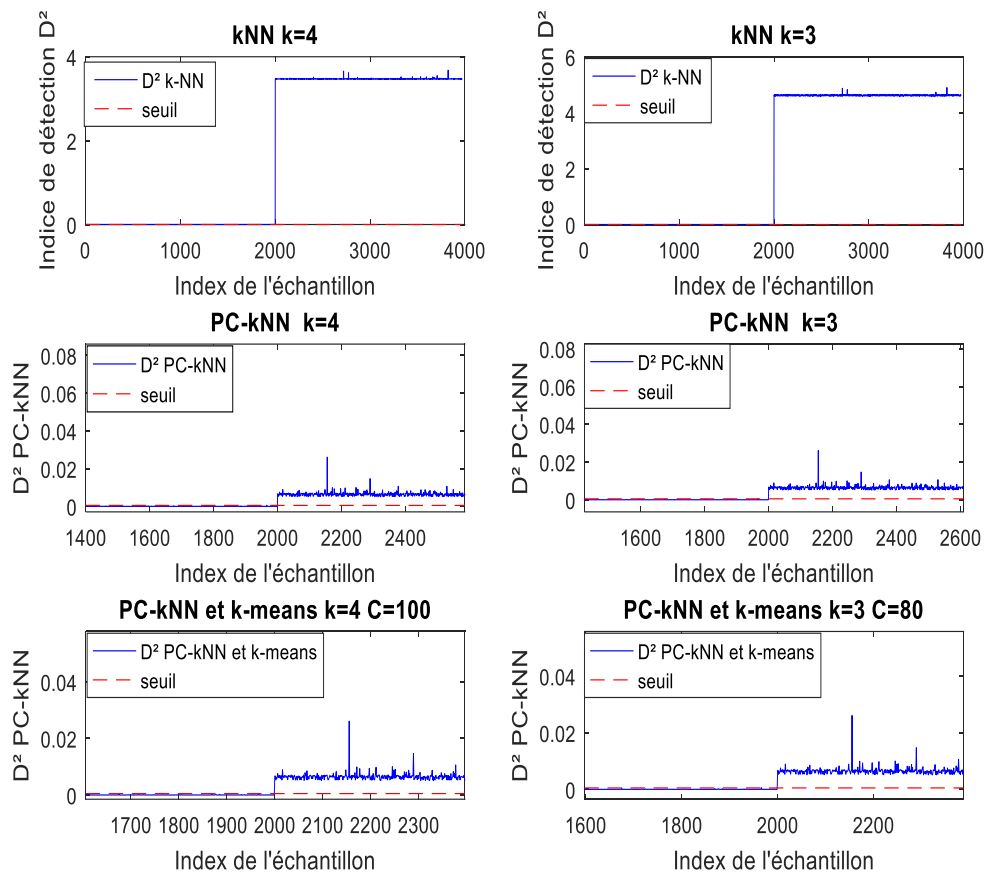 kNN k=4
Indice de détection D²
4
2
0
D² k-NN
seuil
0 1000 2000 3000 4000
Index de l'échantillon
kNN k=3
Indice de détection D²
6
4
2
0
D² k-NN
seuil
0 1000 2000 3000 4000
Index de l'échantillon
PC-kNN k=4
D² PC-kNN
0.08
0.06
0.04
0.02
0
D² PC-kNN
seuil
1400 1600 1800 2000 2200 2400
Index de l'échantillon
PC-kNN k=3
D² PC-kNN
0.08
0.06
0.04
0.02
0
D² PC-kNN
seuil
1600 1800 2000 2200 2400 2600
Index de l'échantillon
PC-kNN et k-means k=4 C=100
D² PC-kNN
0.04
0.02
0
D² PC-kNN et k-means
seuil
1700 1800 1900 2000 2100 2200 2300
Index de l'échantillon
PC-kNN et k-means k=3 C=80
D² PC-kNN
0.04
0.02
0
D² PC-kNN et k-means
seuil
1600 1800 2000 2200
Index de l'échantillon